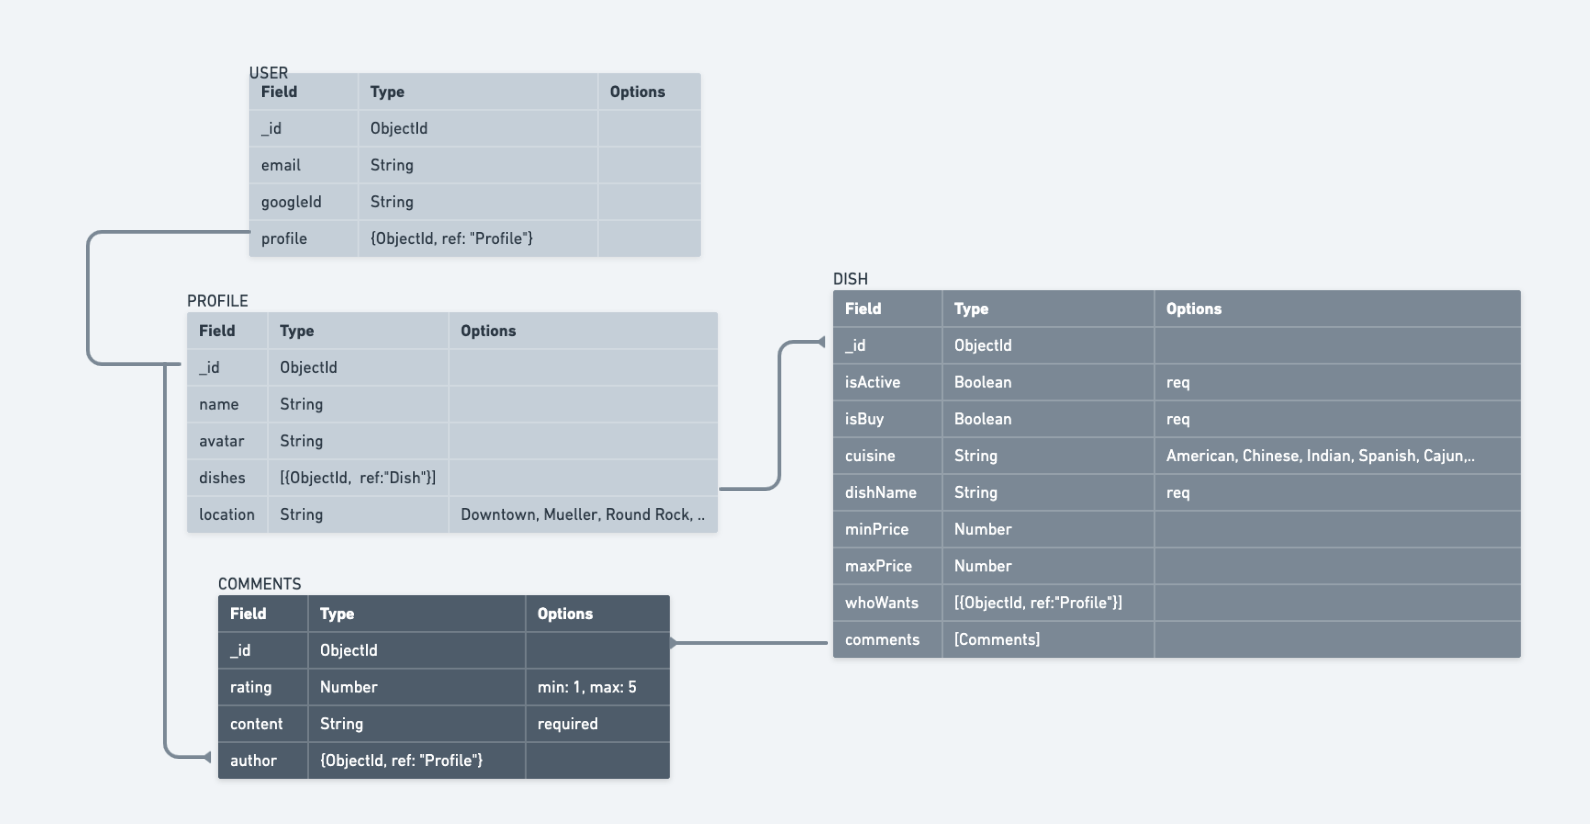 USER
Field Type Options
_id ObjectId
email String
googleId String
profile {ObjectId, ref: "Profile"}
PROFILE
Field Type Options
_id ObjectId
name String
avatar String
dishes [{ObjectId,  ref:"Dish"}]
location String Downtown, Mueller, Round Rock, ..
COMMENTS
Field Type Options
_id ObjectId
rating Number min: 1, max: 5
content String required
author {ObjectId, ref: "Profile"}
DISH
Field Type Options
_id ObjectId
isActive Boolean req
isBuy Boolean req
cuisine String American, Chinese, Indian, Spanish, Cajun,..
dishName String req
minPrice Number
maxPrice Number
whoWants [{ObjectId, ref:"Profile"}]
comments [Comments]